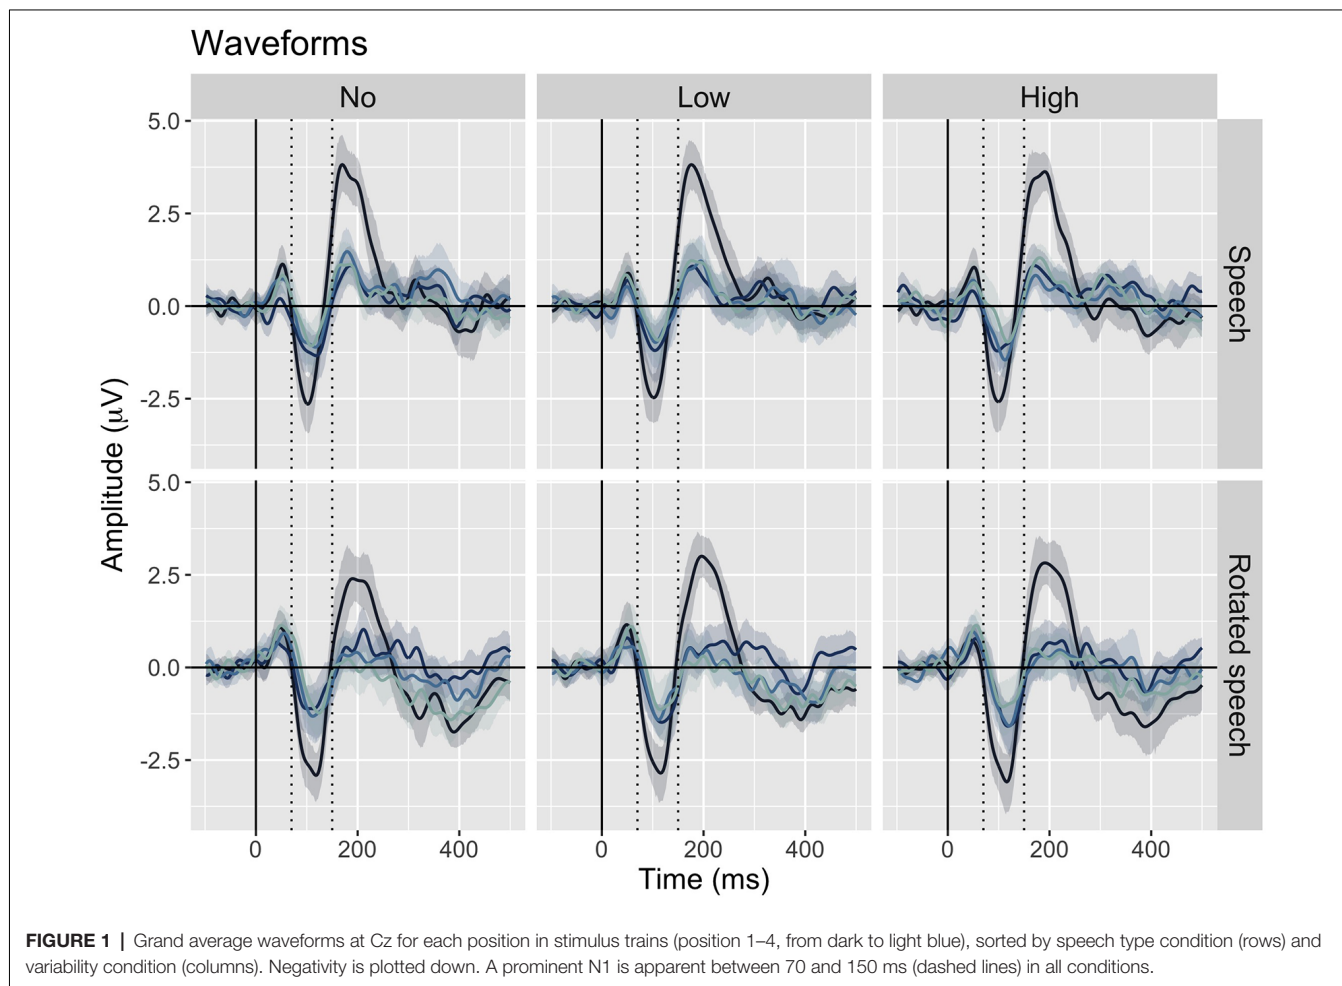 Waveforms
No
Low
High
5.0
2.5
0.0
-2.5
Speech
Amplitude (μV)
5.0
2.5
0.0
-2.5
Rotated speech
0 200 400
0 200 400
0 200 400
Time (ms)
FIGURE 1 | Grand average waveforms at Cz for each position in stimulus trains (position 1–4, from dark to light blue), sorted by speech type condition (rows) and
variability condition (columns). Negativity is plotted down. A prominent N1 is apparent between 70 and 150 ms (dashed lines) in all conditions.